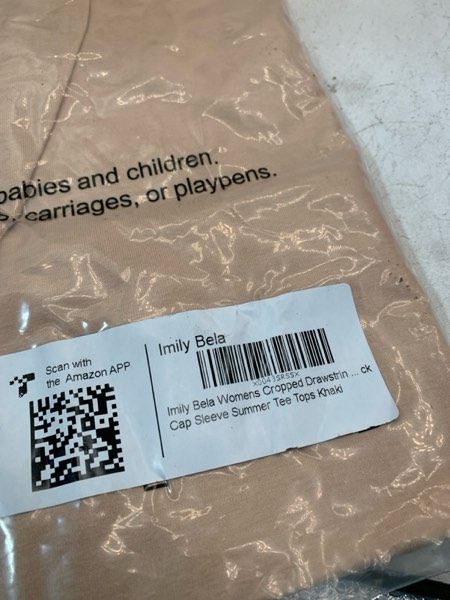 babies and children.
s, carriages, or playpens.
Scan with
the Amazon APP
Imily Bela
Imily Bela Womens Cropped Drawstrin ... ck
Cap Sleeve Summer Tee Tops Khaki